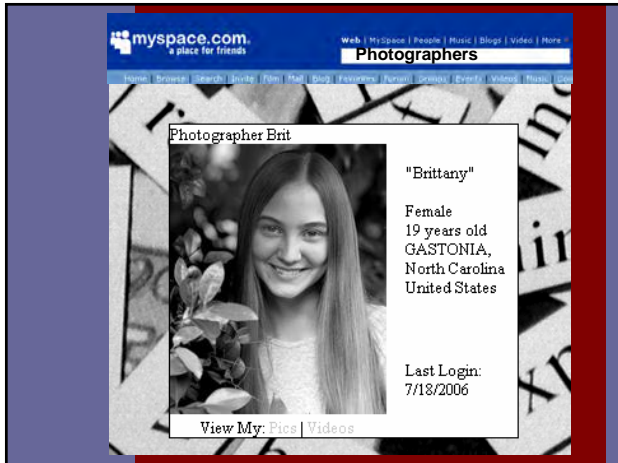 myspace.com.
a place for friends
Web | MySpace | People | Music | Blogs | Video | More
Photographers
Home | Browse | Search | Invite | Film | Mail | Blog | Favorites | Forum | Groups | Events | Videos | Music |
Photographer Brit
"Brittany"
Female
19 years old
GASTONIA,
North Carolina
United States
Last Login:
7/18/2006
View My: Pics | Videos